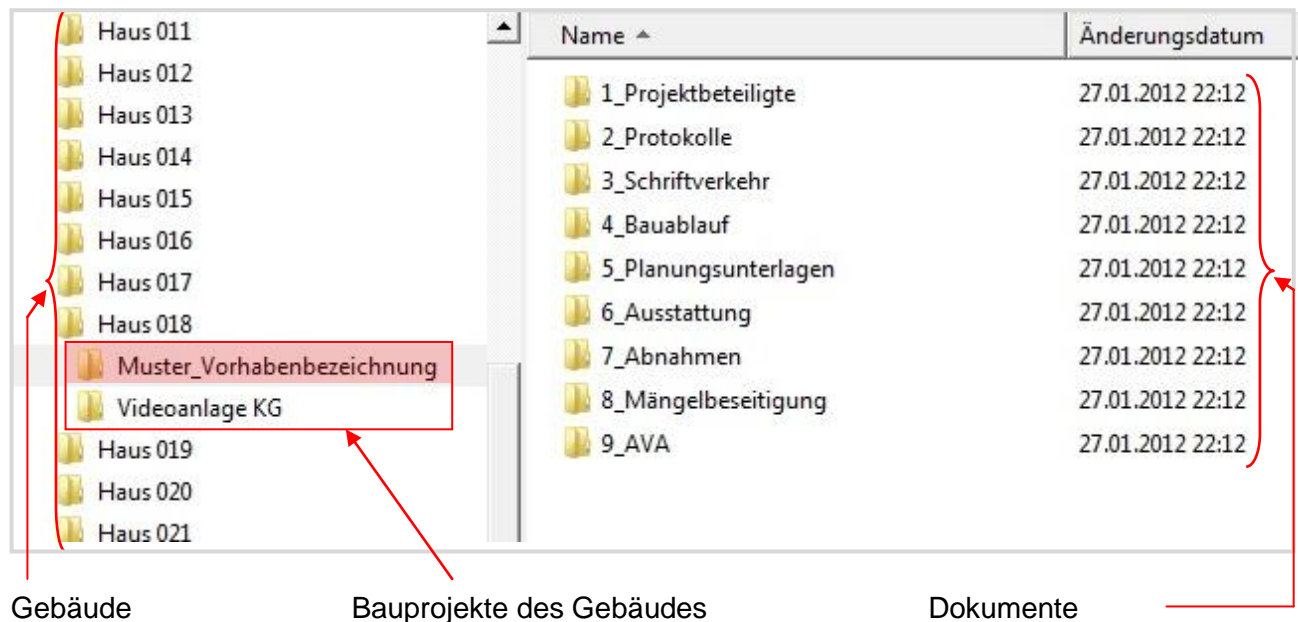 Haus 011
Haus 012
Haus 013
Haus 014
Haus 015
Haus 016
Haus 017
Haus 018
Muster_Vorhabenbezeichnung
Videoanlage KG
Haus 019
Haus 020
Haus 021
Name Änderungsdatum
1_Projektbeteiligte 27.01.2012 22:12
2_Protokolle 27.01.2012 22:12
3_Schriftverkehr 27.01.2012 22:12
4_Bauablauf 27.01.2012 22:12
5_Planungsunterlagen 27.01.2012 22:12
6_Ausstattung 27.01.2012 22:12
7_Abnahmen 27.01.2012 22:12
8_Mängelbeseitigung 27.01.2012 22:12
9_AVA 27.01.2012 22:12
Gebäude Bauprojekte des Gebäudes Dokumente